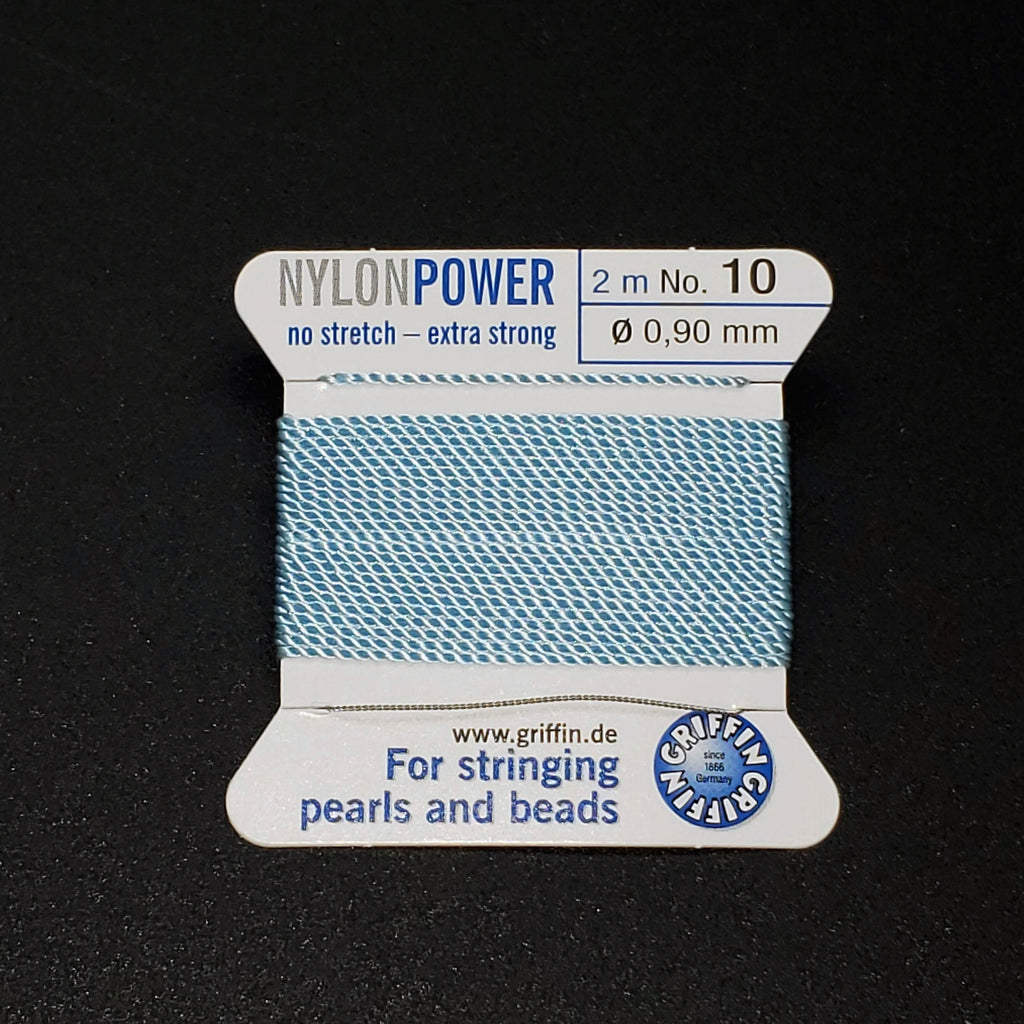 NYLONPOWER
no stretch – extra strong
2 m No. 10
Ø 0,90 mm
www.griffin.de
For stringing
pearls and beads
GRIFFIN GRIFFIN GRIFFIN
since
1866
Germany